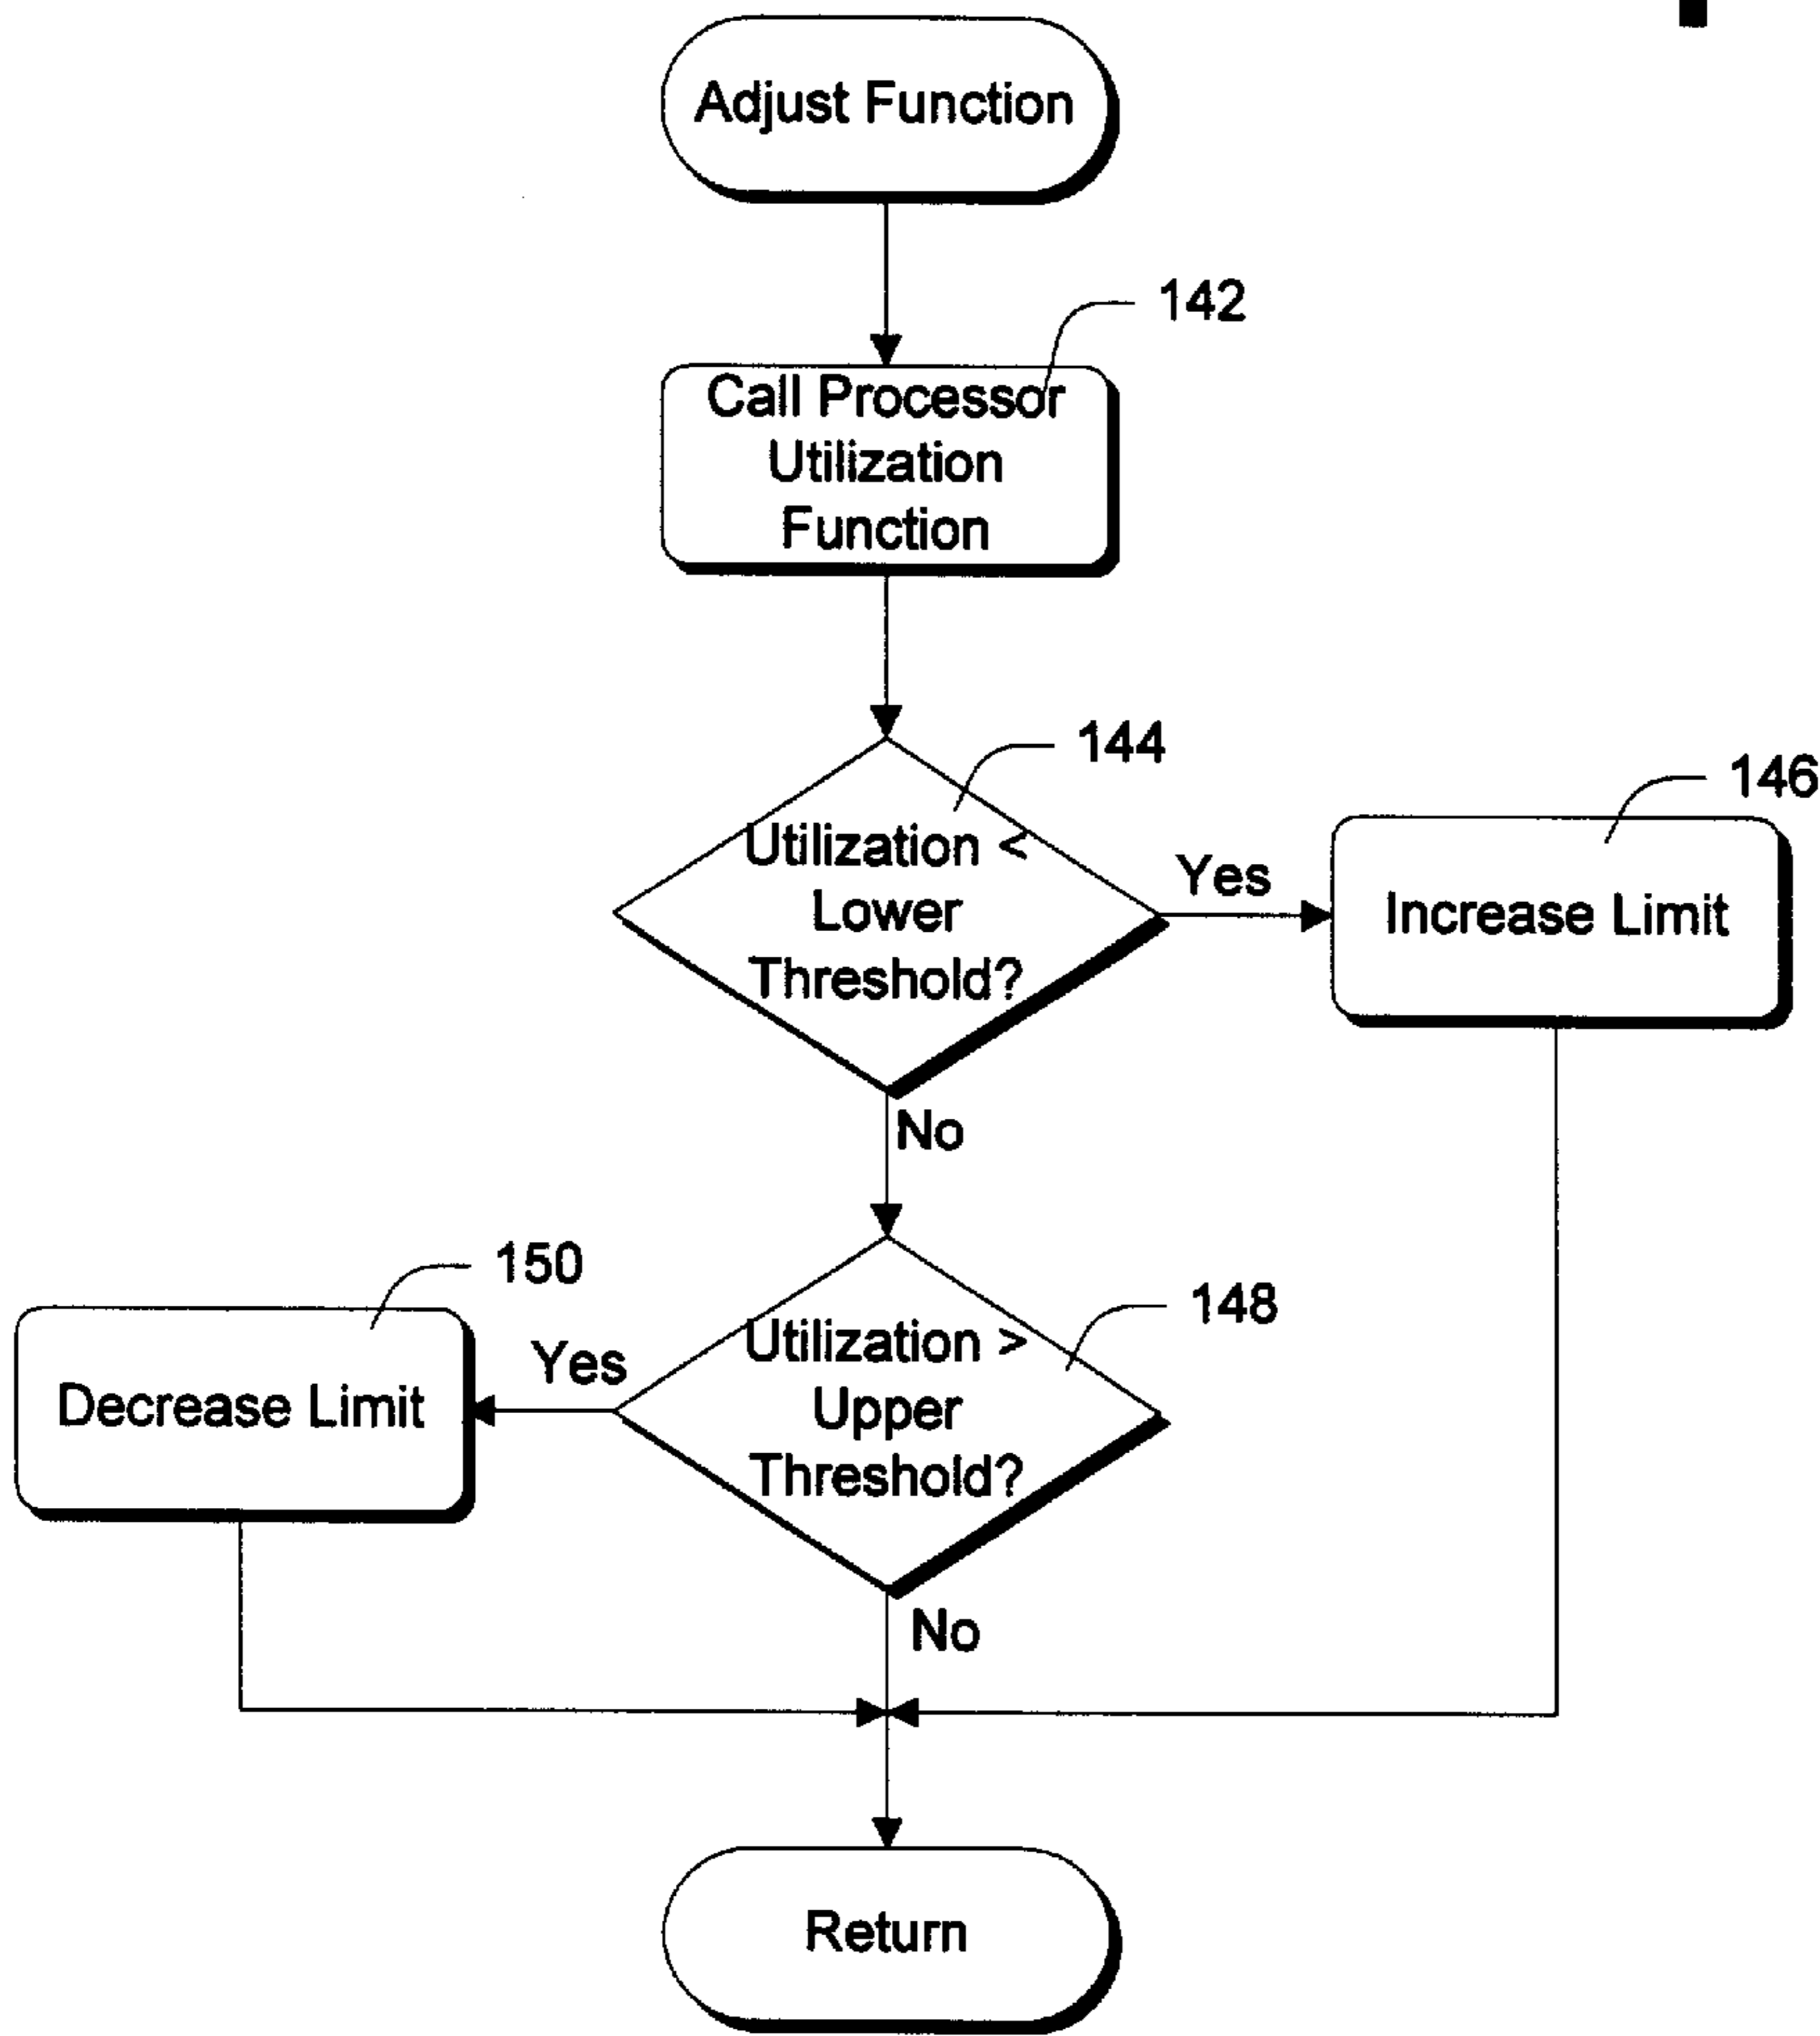 Adjust Function
142
Call Processor
Utilization
Function
144
146
Utilization <
Lower
Threshold?
Yes
Increase Limit
No
150
148
Utilization >
Upper
Threshold?
Yes
Decrease Limit
No
Return